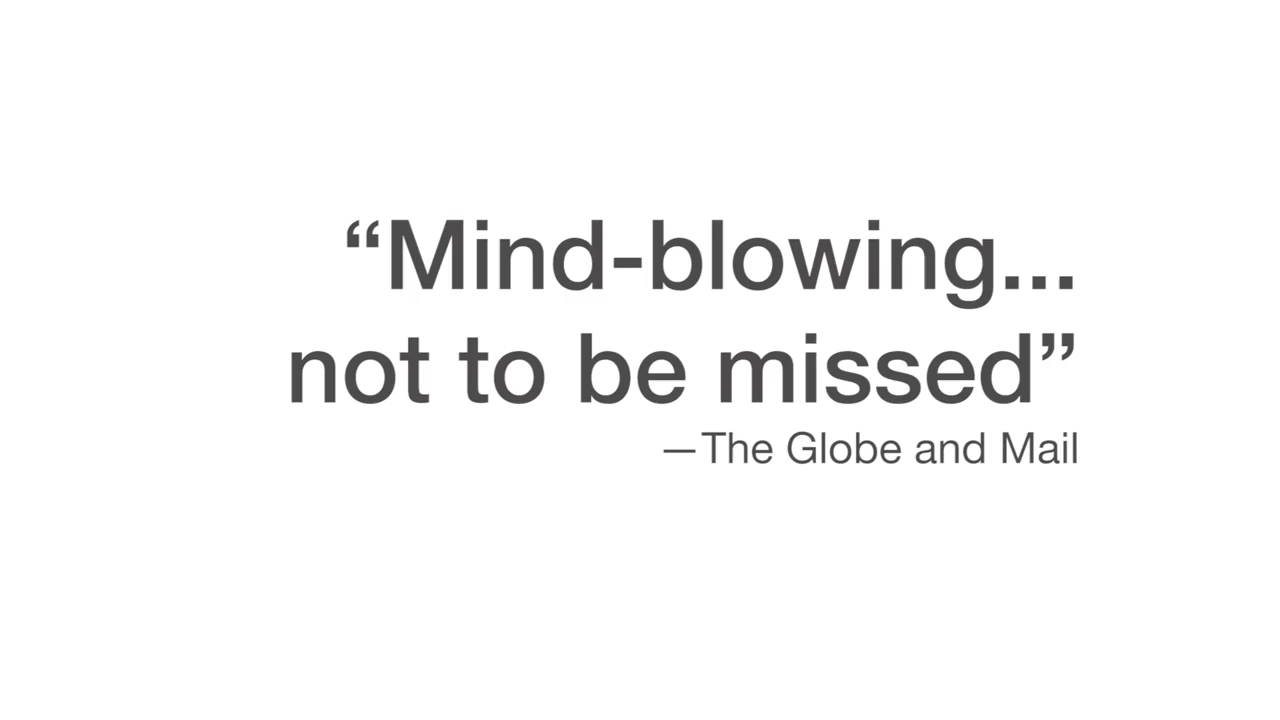 “Mind-blowing...
not to be missed”
—The Globe and Mail